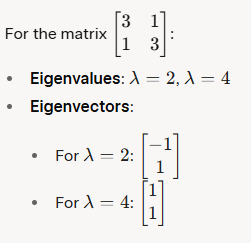 For the matrix [3 1; 1 3]:
• Eigenvalues: λ = 2, λ = 4
• Eigenvectors:
• For λ = 2: [−1; 1]
• For λ = 4: [1; 1]